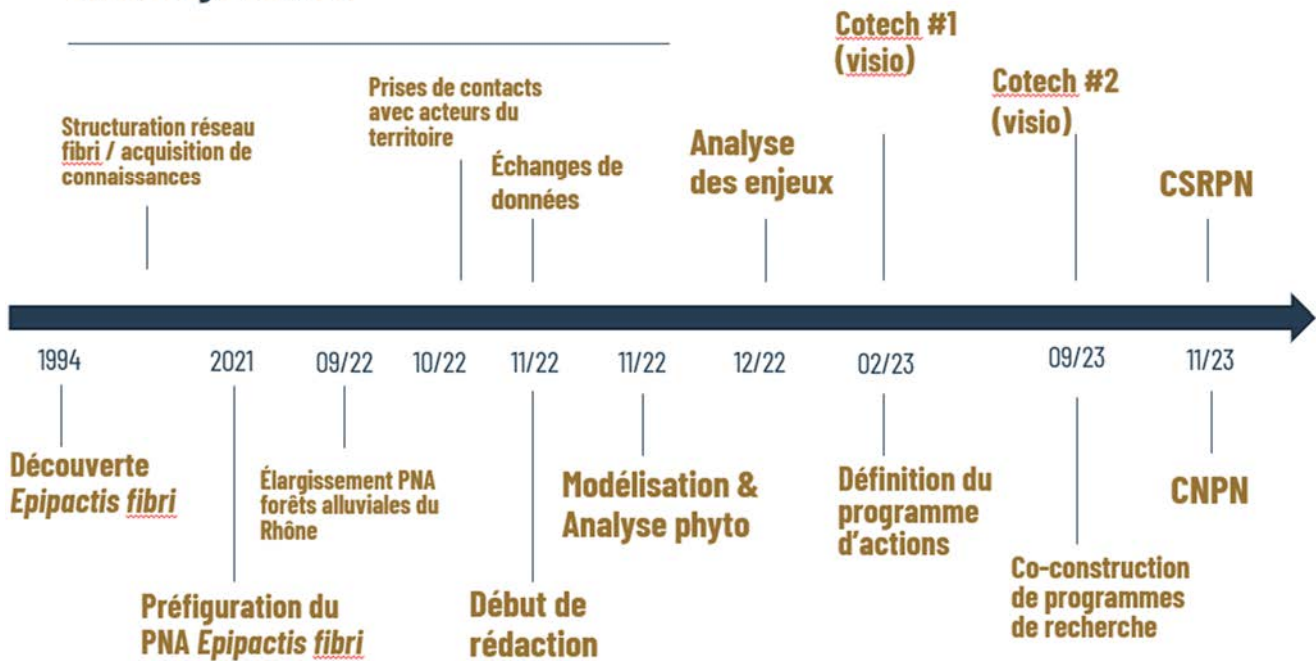 Cotech #1
(visio)
Prises de contacts
avec acteurs du
territoire
Cotech #2
(visio)
Structuration réseau
fibri / acquisition de
connaissances
Analyse
des enjeux
Échanges de
données
CSRPN
1994
2021
09/22
10/22
11/22
11/22
12/22
02/23
09/23
11/23
Découverte
Epipactis fibri
Élargissement PNA
forêts alluviales du
Rhône
Modélisation &
Analyse phyto
Définition du
programme
d'actions
CNPN
Préfiguration du
PNA Epipactis fibri
Début de
rédaction
Co-construction
de programmes
de recherche